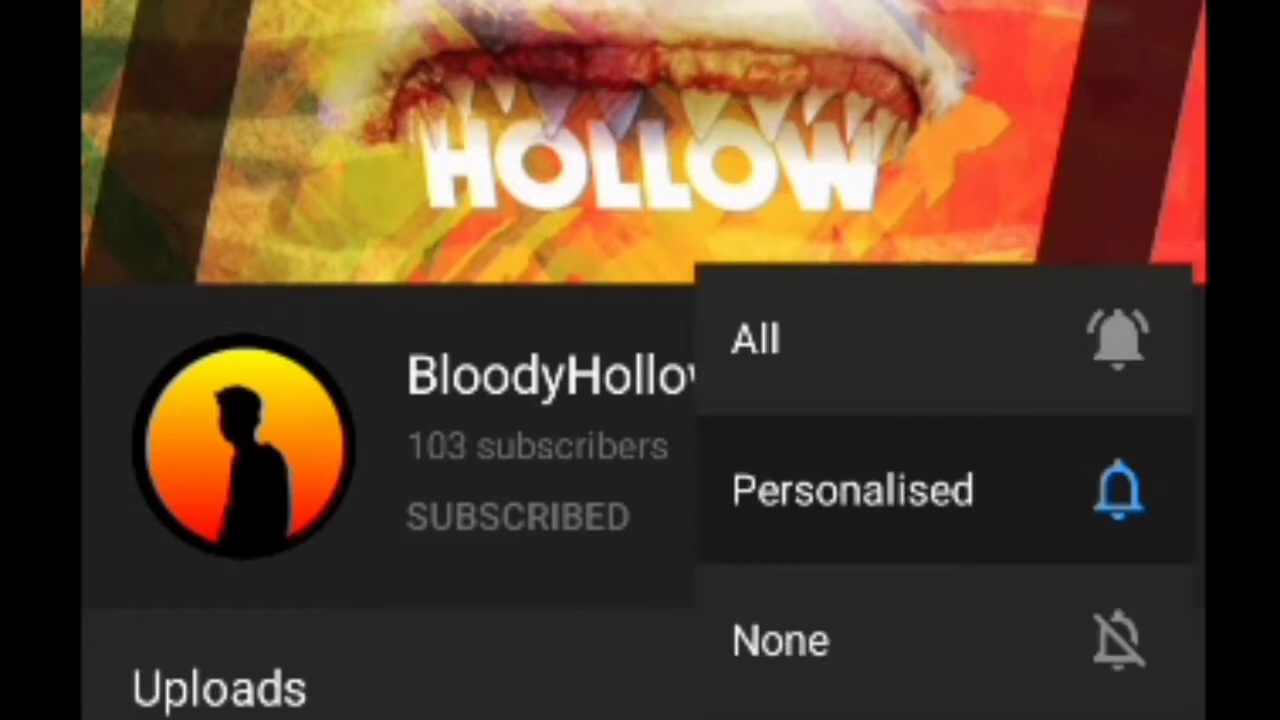 HOLLOW
BloodyHollo
103 subscribers
SUBSCRIBED
All
Personalised
None
Uploads